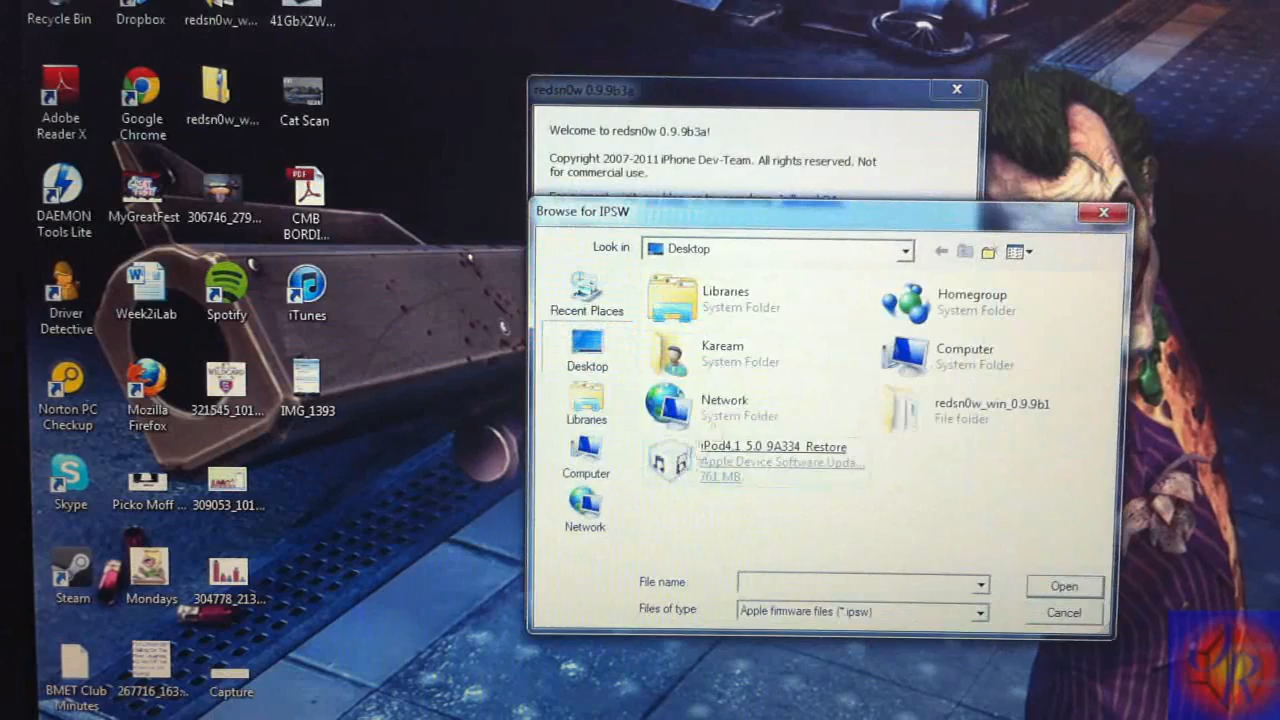 Recycle Bin
Dropbox
redsn0w_w...
41GbX2W...
Adobe
Reader X
Google
Chrome
redsn0w_w...
Cat Scan
DAEMON
Tools Lite
MyGreatFest
306746_279...
PDF
CMB
BORDI...
Driver
Detective
Week2iLab
Spotify
iTunes
Norton PC
Checkup
Mozilla
Firefox
321545_101...
IMG_1393
Skype
Picko Moff ...
309053_101...
Steam
Mondays
304778_213...
BMET Club
Minutes
267716_163...
Capture
redsn0w 0.9.9b3a
Welcome to redsn0w 0.9.9b3a!
Copyright 2007-2011 iPhone Dev-Team. All rights reserved. Not
for commercial use.
Browse for IPSW
Look in
Desktop
Recent Places
Desktop
Libraries
Computer
Network
Libraries
System Folder
Homegroup
System Folder
Kaream
System Folder
Computer
System Folder
Network
System Folder
redsn0w_win_0.9.9b1
File folder
iPod4,1_5.0_9A334_Restore
Apple Device Software Upda...
761 MB
File name:
Open
Files of type:
Apple firmware files (*.ipsw)
Cancel
R